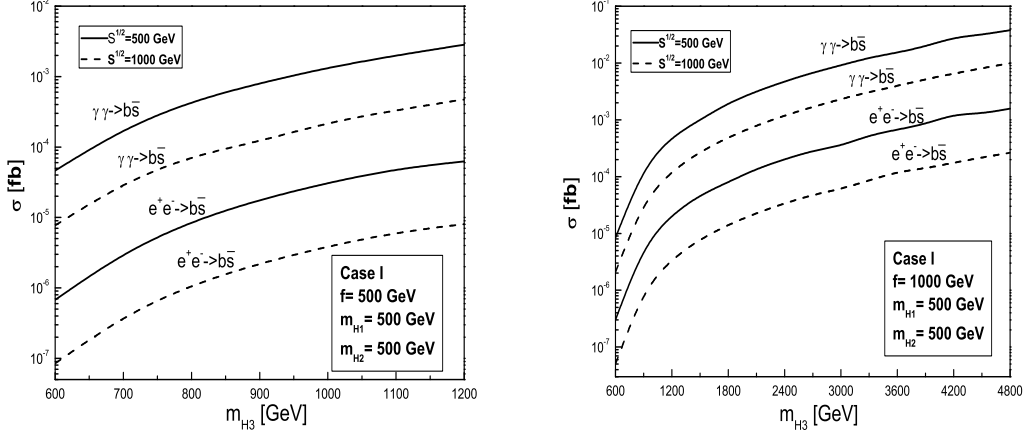 10⁻²
10⁻³
10⁻⁴
10⁻⁵
10⁻⁶
10⁻⁷
σ [fb]
S^1/2=500 GeV
S^1/2=1000 GeV
γ γ->bs̅
γ γ->bs̅
e⁺e⁻->bs̅
e⁺e⁻->bs̅
Case I
f= 500 GeV
m_H1= 500 GeV
m_H2= 500 GeV
600 700 800 900 1000 1100 1200
m_H3 [GeV]
10⁻¹
10⁻²
10⁻³
10⁻⁴
10⁻⁵
10⁻⁶
10⁻⁷
σ [fb]
S^1/2=500 GeV
S^1/2=1000 GeV
γ γ->bs̅
γ γ->bs̅
e⁺e⁻->bs̅
e⁺e⁻->bs̅
Case I
f= 1000 GeV
m_H1= 500 GeV
m_H2= 500 GeV
600 1200 1800 2400 3000 3600 4200 4800
m_H3 [GeV]